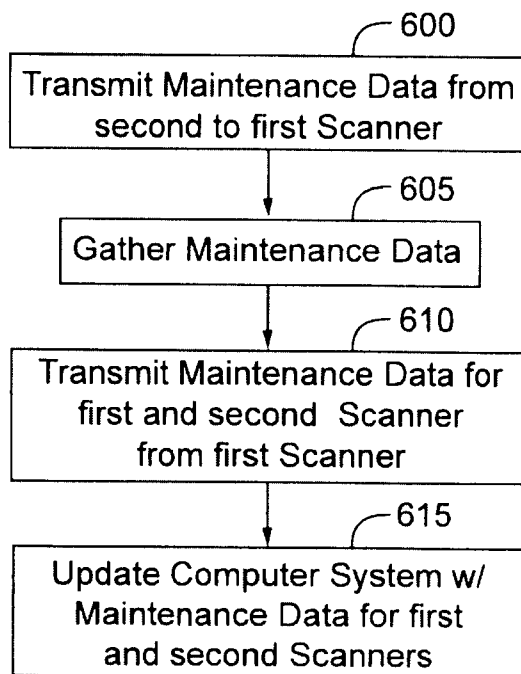 600
Transmit Maintenance Data from
second to first Scanner
605
Gather Maintenance Data
610
Transmit Maintenance Data for
first and second Scanner
from first Scanner
615
Update Computer System w/
Maintenance Data for first
and second Scanners